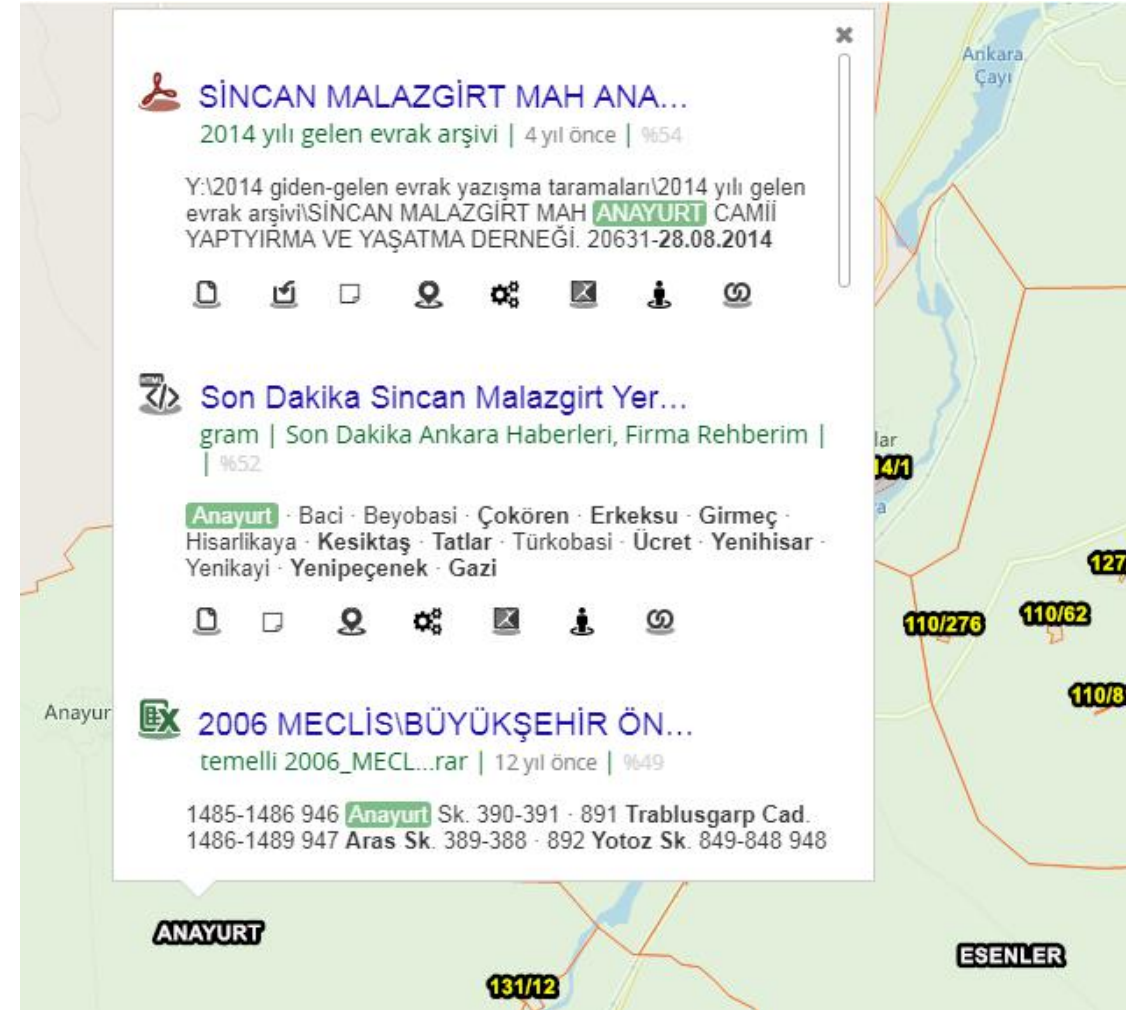 Ankara
Çayı
SİNCAN MALAZGİRT MAH ANA...
2014 yılı gelen evrak arşivi | 4 yıl önce | %54
Y:\2014 giden-gelen evrak yazışma taramaları\2014 yılı gelen
evrak arşivi\SİNCAN MALAZGİRT MAH ANAYURT CAMİİ
YAPTYIRMA VE YAŞATMA DERNEĞİ. 20631-28.08.2014
HTML
Son Dakika Sincan Malazgirt Yer...
gram | Son Dakika Ankara Haberleri, Firma Rehberim |
| %52
lar
14/1
a
Anayurt · Baci · Beyobasi · Çokören · Erkeksu · Girmeç ·
Hisarlikaya · Kesiktaş · Tatlar · Türkobasi · Ücret · Yenihisar ·
Yenikayi · Yenipeçenek · Gazi
127
110/276
110/62
110/8
Anayur
2006 MECLİS\BÜYÜKŞEHİR ÖN...
temelli 2006_MECL...rar | 12 yıl önce | %49
1485-1486 946 Anayurt Sk. 390-391 · 891 Trablusgarp Cad.
1486-1489 947 Aras Sk. 389-388 · 892 Yotoz Sk. 849-848 948
ANAYURT
ESENLER
131/12